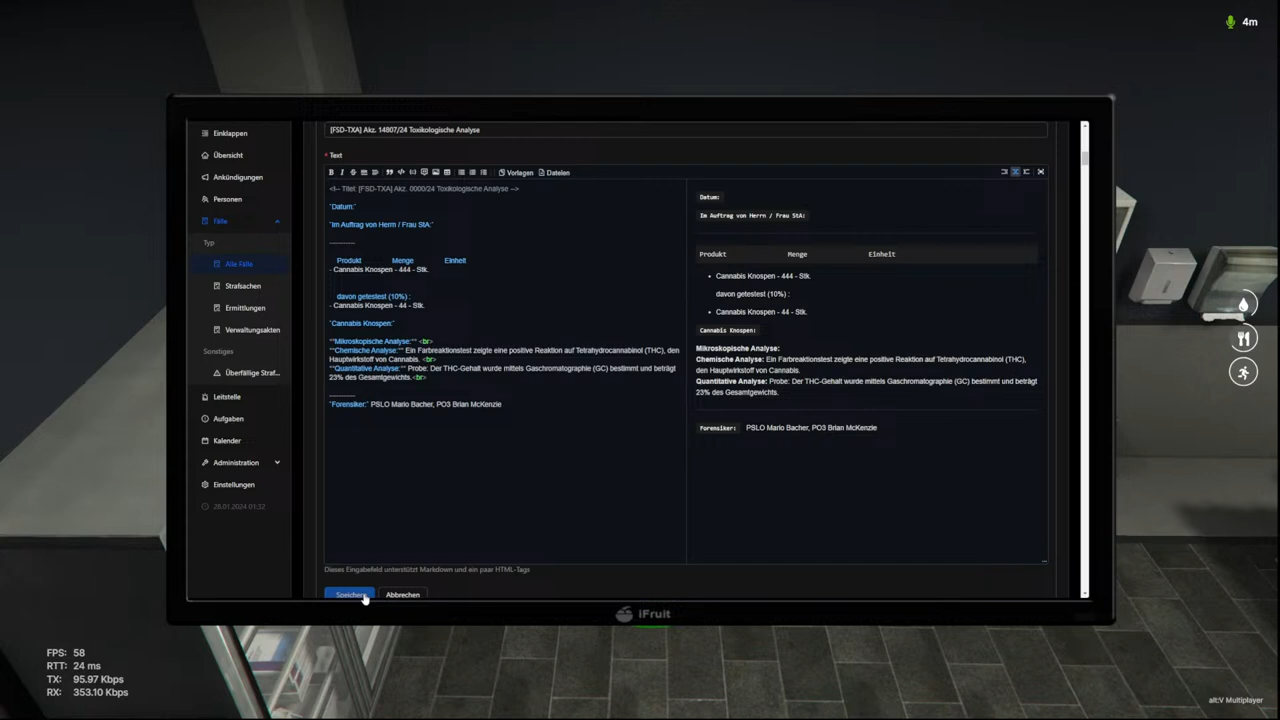 4m
[FSD-TXA] Akz. 14807/24 Toxikologische Analyse
Einklappen
Übersicht
Ankündigungen
Personen
Fälle
Typ
Alle Fälle
Strafsachen
Ermittlungen
Verwaltungsakten
Sonstiges
Überfällige Straf...
Leitstelle
Aufgaben
Kalender
Administration
Einstellungen
28.01.2024 01:52
* Text
Vorlagen Dateien
<!-- Titel: [FSD-TXA] Akz. 0000/24 Toxikologische Analyse -->
`Datum:`
`Im Auftrag von Herrn / Frau StA:`
----------
Produkt Menge Einheit
- Cannabis Knospen - 444 - Stk.
davon getestest (10%) :
- Cannabis Knospen - 44 - Stk.
`Cannabis Knospen:`
**Mikroskopische Analyse:** <br>
**Chemische Analyse:** Ein Farbreaktionstest zeigte eine positive Reaktion auf Tetrahydrocannabinol (THC), den
Hauptwirkstoff von Cannabis. <br>
**Quantitative Analyse:** Probe: Der THC-Gehalt wurde mittels Gaschromatographie (GC) bestimmt und beträgt
23% des Gesamtgewichts.<br>
----------
`Forensiker:` PSLO Mario Bacher, PO3 Brian McKenzie
Datum:
Im Auftrag von Herrn / Frau StA:
Produkt Menge Einheit
• Cannabis Knospen - 444 - Stk.
davon getestest (10%) :
• Cannabis Knospen - 44 - Stk.
Cannabis Knospen:
Mikroskopische Analyse:
Chemische Analyse: Ein Farbreaktionstest zeigte eine positive Reaktion auf Tetrahydrocannabinol (THC),
den Hauptwirkstoff von Cannabis.
Quantitative Analyse: Probe: Der THC-Gehalt wurde mittels Gaschromatographie (GC) bestimmt und beträgt
23% des Gesamtgewichts.
Forensiker: PSLO Mario Bacher, PO3 Brian McKenzie
Dieses Eingabefeld unterstützt Markdown und ein paar HTML-Tags
Speichern Abbrechen
iFruit
FPS: 58
RTT: 24 ms
TX: 95.97 Kbps
RX: 353.10 Kbps
alt:V Multiplayer